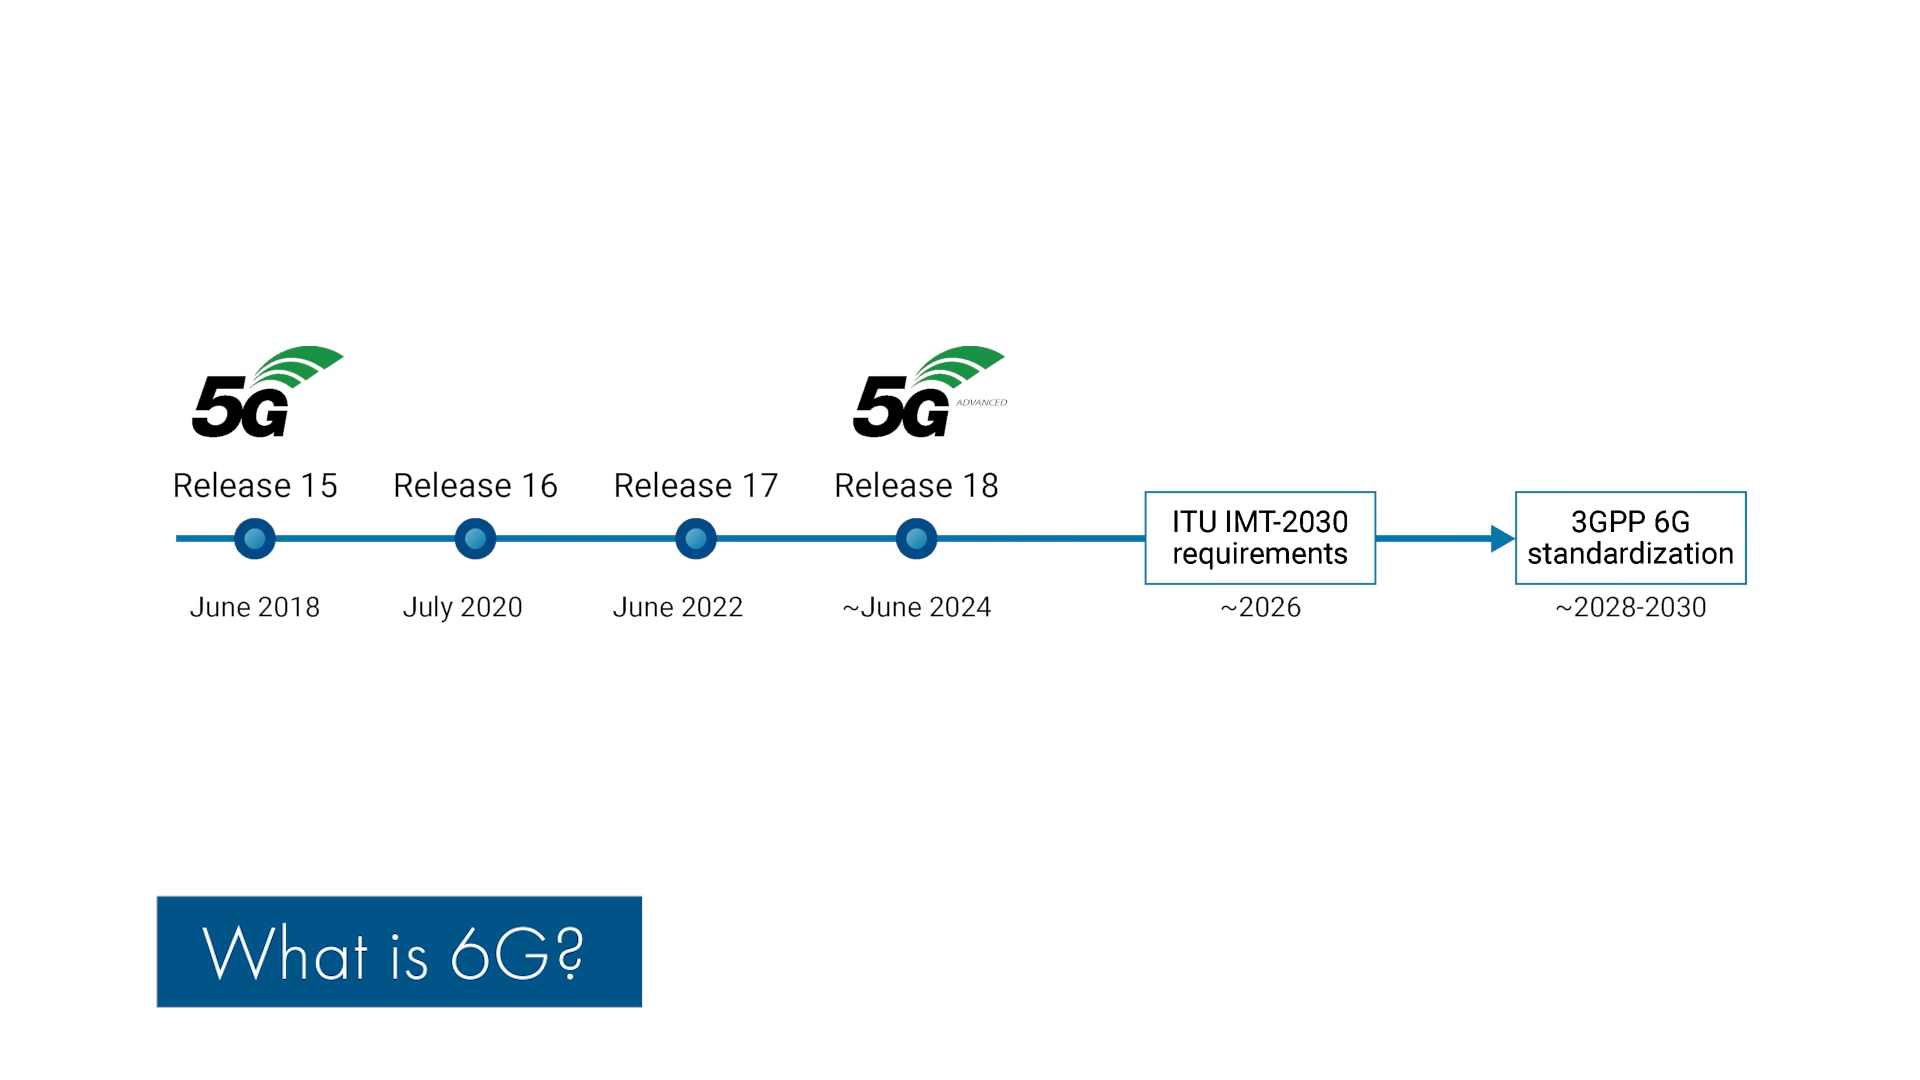 5G
5G ADVANCED
Release 15
Release 16
Release 17
Release 18
June 2018
July 2020
June 2022
~June 2024
ITU IMT-2030
requirements
~2026
3GPP 6G
standardization
~2028-2030
What is 6G?